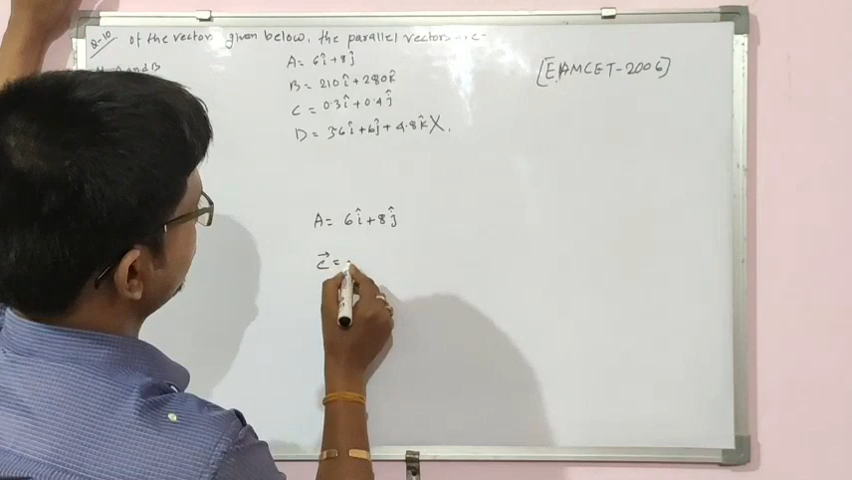 Q-10 of the vectors given below, the parallel vectors are-
A = 6î + 8ĵ
[EAMCET-2006]
B = 210î + 280k̂
C = 0.3î + 0.4ĵ
D = 3.6î + 6ĵ + 4.8k̂ X.
A = 6î + 8ĵ
c⃗ =